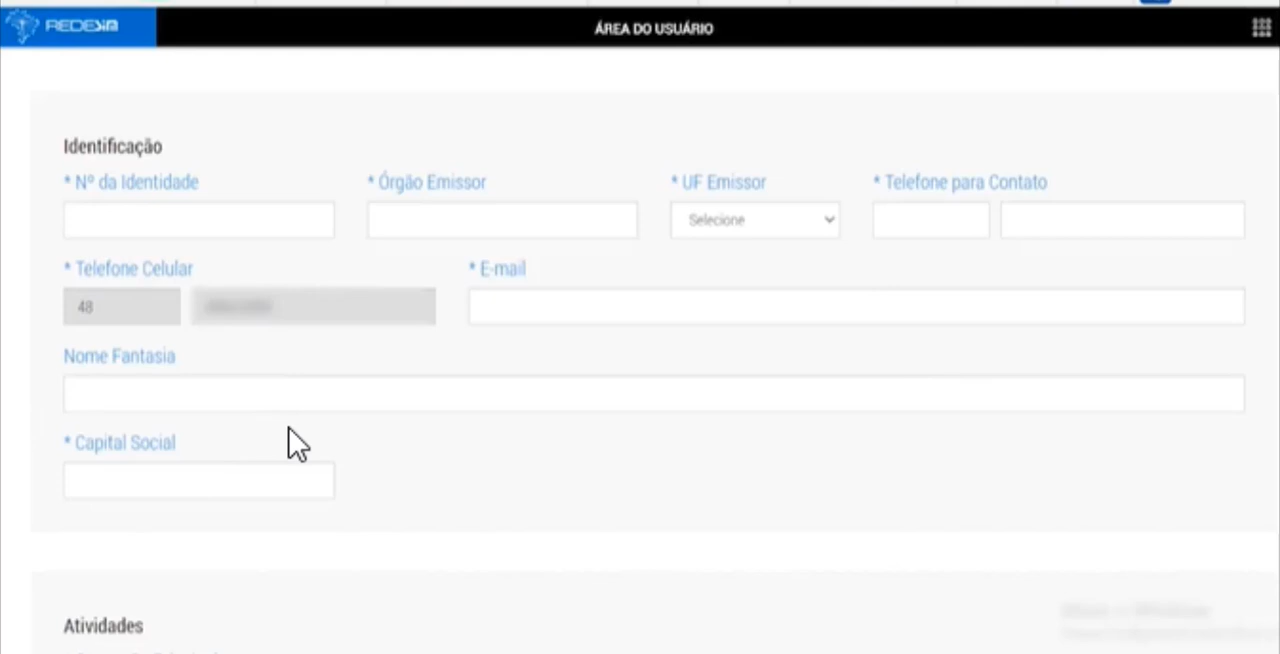 REDESIM
ÁREA DO USUÁRIO
Identificação
* Nº da Identidade
* Órgão Emissor
* UF Emissor
* Telefone para Contato
Selecione
* Telefone Celular
* E-mail
48
Nome Fantasia
* Capital Social
Atividades